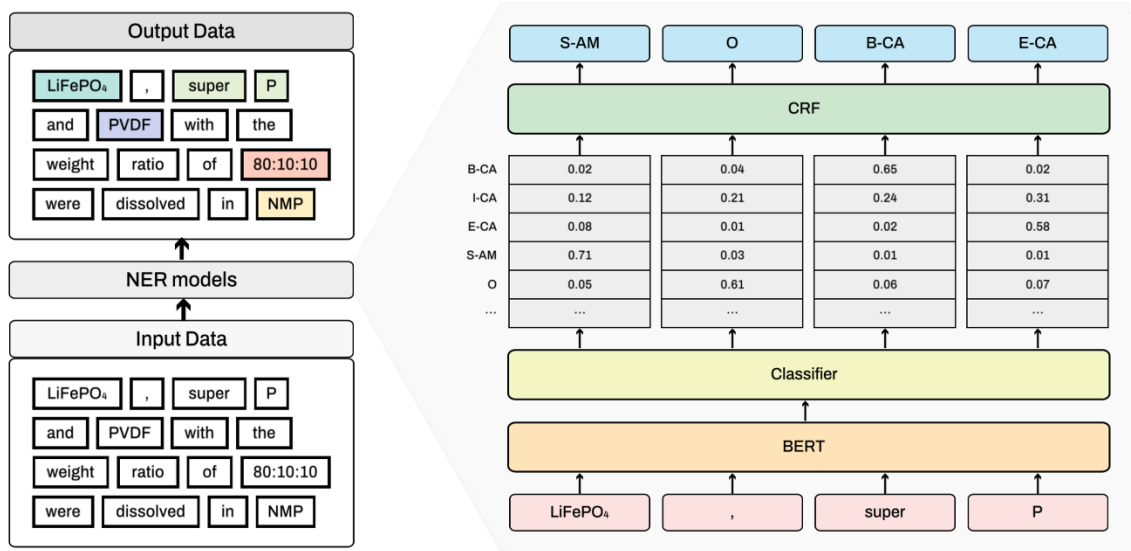 Output Data
LiFePO₄ , super P
and PVDF with the
weight ratio of 80:10:10
were dissolved in NMP
NER models
Input Data
LiFePO₄ , super P
and PVDF with the
weight ratio of 80:10:10
were dissolved in NMP
S-AM O B-CA E-CA
CRF
B-CA 0.02 0.04 0.65 0.02
I-CA 0.12 0.21 0.24 0.31
E-CA 0.08 0.01 0.02 0.58
S-AM 0.71 0.03 0.01 0.01
O 0.05 0.61 0.06 0.07
... ... ... ... ...
Classifier
BERT
LiFePO₄ , super P